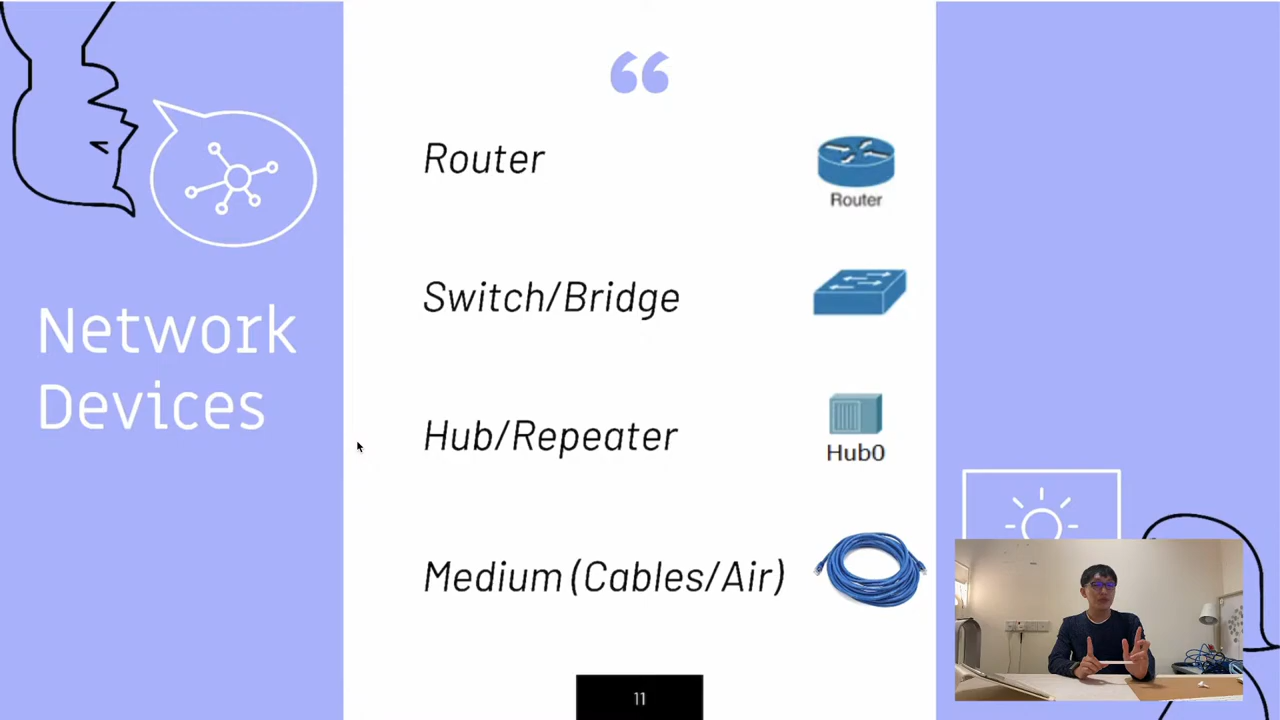 Network
Devices
“
Router
Router
Switch/Bridge
Hub/Repeater
Hub0
Medium (Cables/Air)
11